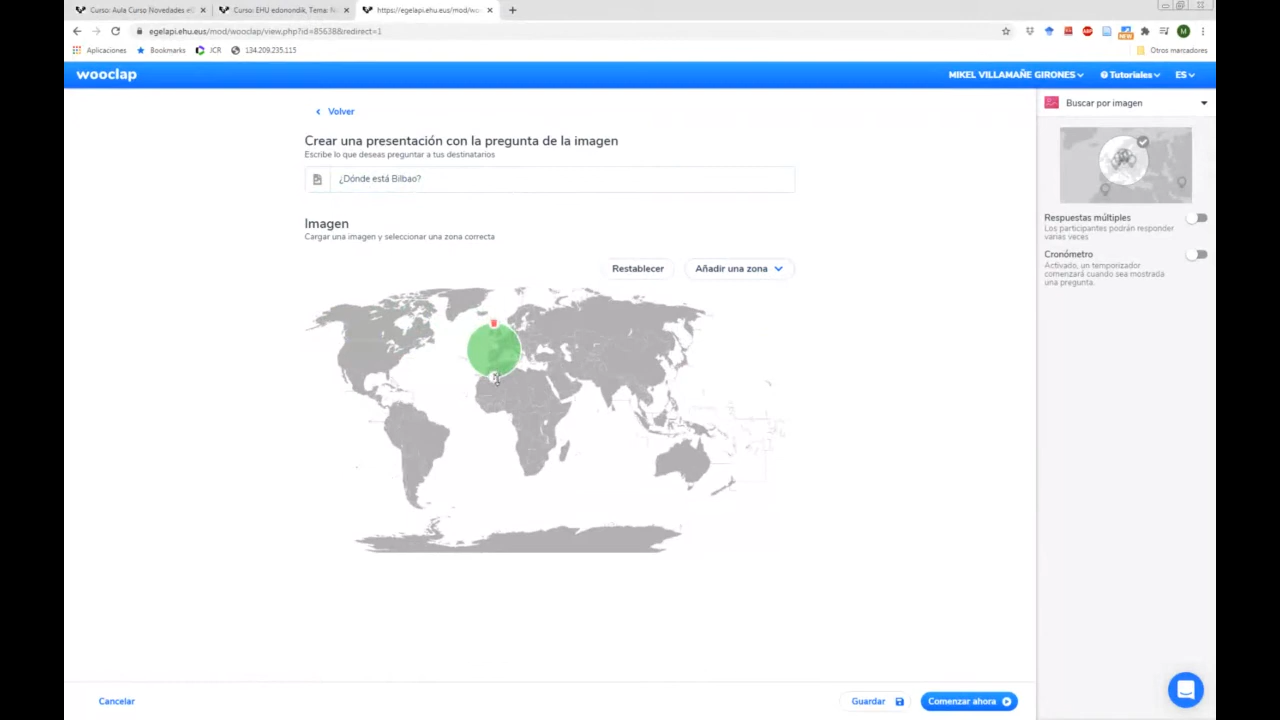 Curso: Aula Curso Novedades e
Curso: EHU edonondik, Tema: N
https://egelapi.ehu.eus/mod/wo
egelapi.ehu.eus/mod/wooclap/view.php?id=85638&redirect=1
Aplicaciones
Bookmarks
JCR
134.209.235.115
Otros marcadores
wooclap
MIKEL VILLAMAÑE GIRONES
Tutoriales
ES
Volver
Buscar por imagen
Crear una presentación con la pregunta de la imagen
Escribe lo que deseas preguntar a tus destinatarios
¿Dónde está Bilbao?
Respuestas múltiples
Los participantes podrán responder
varias veces
Imagen
Cargar una imagen y seleccionar una zona correcta
Cronómetro
Activado, un temporizador
comenzará cuando sea mostrada
una pregunta.
Restablecer
Añadir una zona
Cancelar
Guardar
Comenzar ahora